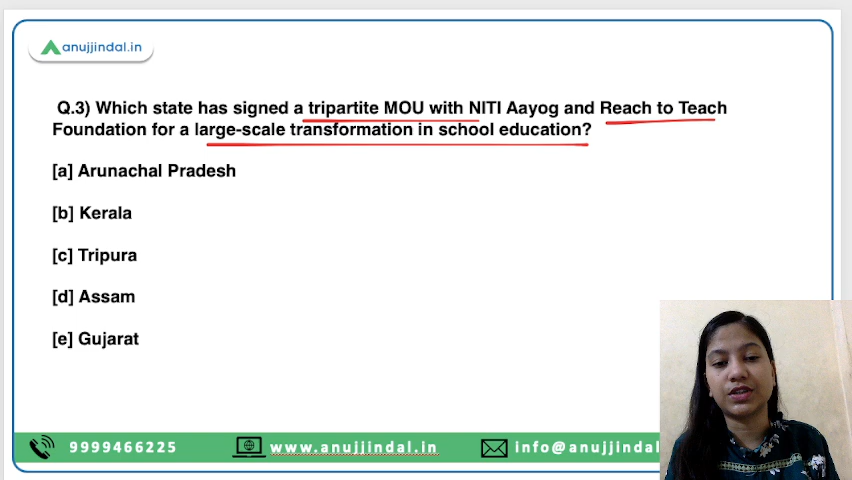 anujjindal.in
Q.3) Which state has signed a tripartite MOU with NITI Aayog and Reach to Teach
Foundation for a large-scale transformation in school education?
[a] Arunachal Pradesh
[b] Kerala
[c] Tripura
[d] Assam
[e] Gujarat
9999466225 www.anujjindal.in info@anujjindal